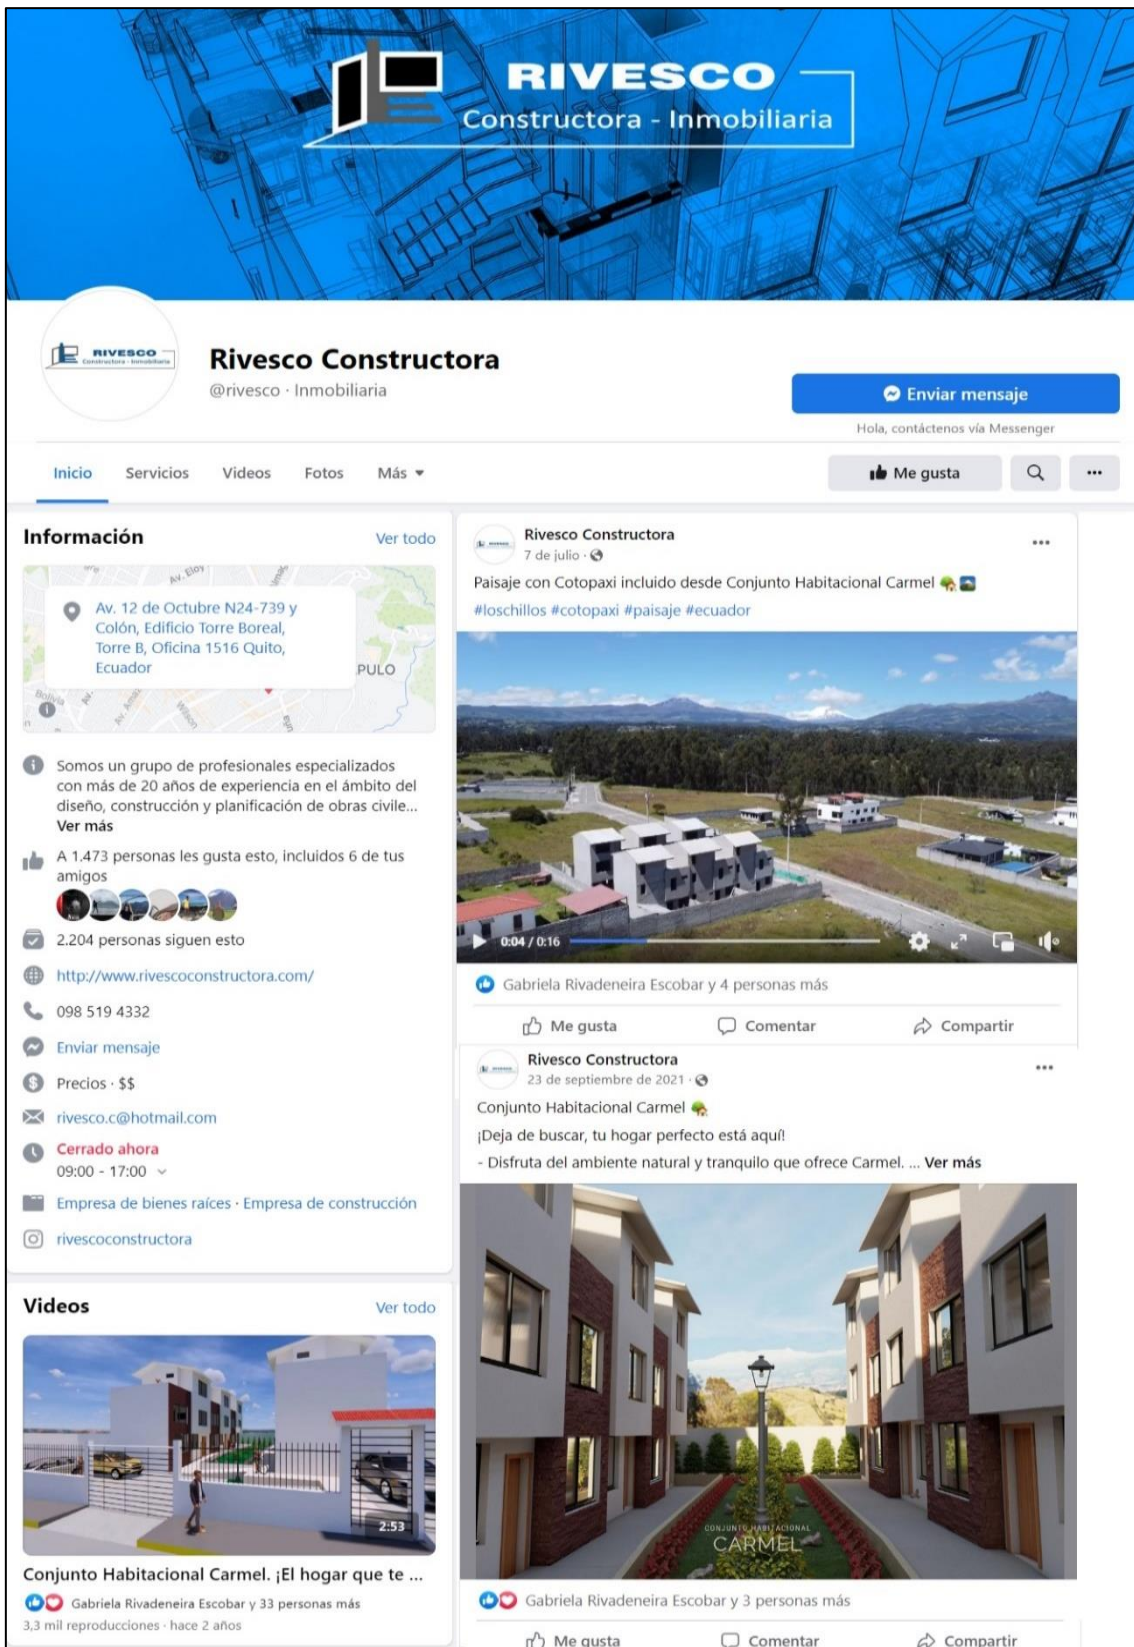 RIVESCO
Constructora - Inmobiliaria
RIVESCO
Constructora - Inmobiliaria
Rivesco Constructora
@rivesco · Inmobiliaria
Enviar mensaje
Hola, contáctenos vía Messenger
Inicio
Servicios
Videos
Fotos
Más
Me gusta
Información
Ver todo
Av. Eloy
Av. 12 de Octubre N24-739 y
Colón, Edificio Torre Boreal,
Torre B, Oficina 1516 Quito,
Ecuador
PULO
Bolivia
Av. Ama
Wilson
Somos un grupo de profesionales especializados
con más de 20 años de experiencia en el ámbito del
diseño, construcción y planificación de obras civile...
Ver más
A 1.473 personas les gusta esto, incluidos 6 de tus
amigos
2.204 personas siguen esto
http://www.rivescoconstructora.com/
098 519 4332
Enviar mensaje
Precios · $$
rivesco.c@hotmail.com
Cerrado ahora
09:00 - 17:00
Empresa de bienes raíces · Empresa de construcción
rivescoconstructora
Videos
Ver todo
2:53
Conjunto Habitacional Carmel. ¡El hogar que te ...
Gabriela Rivadeneira Escobar y 33 personas más
3,3 mil reproducciones · hace 2 años
Rivesco Constructora
7 de julio ·
Paisaje con Cotopaxi incluido desde Conjunto Habitacional Carmel
#loschillos #cotopaxi #paisaje #ecuador
0:04 / 0:16
Gabriela Rivadeneira Escobar y 4 personas más
Me gusta
Comentar
Compartir
Rivesco Constructora
23 de septiembre de 2021 ·
Conjunto Habitacional Carmel
¡Deja de buscar, tu hogar perfecto está aquí!
- Disfruta del ambiente natural y tranquilo que ofrece Carmel. ... Ver más
CONJUNTO HABITACIONAL
CARMEL
Gabriela Rivadeneira Escobar y 3 personas más
Me gusta
Comentar
Compartir